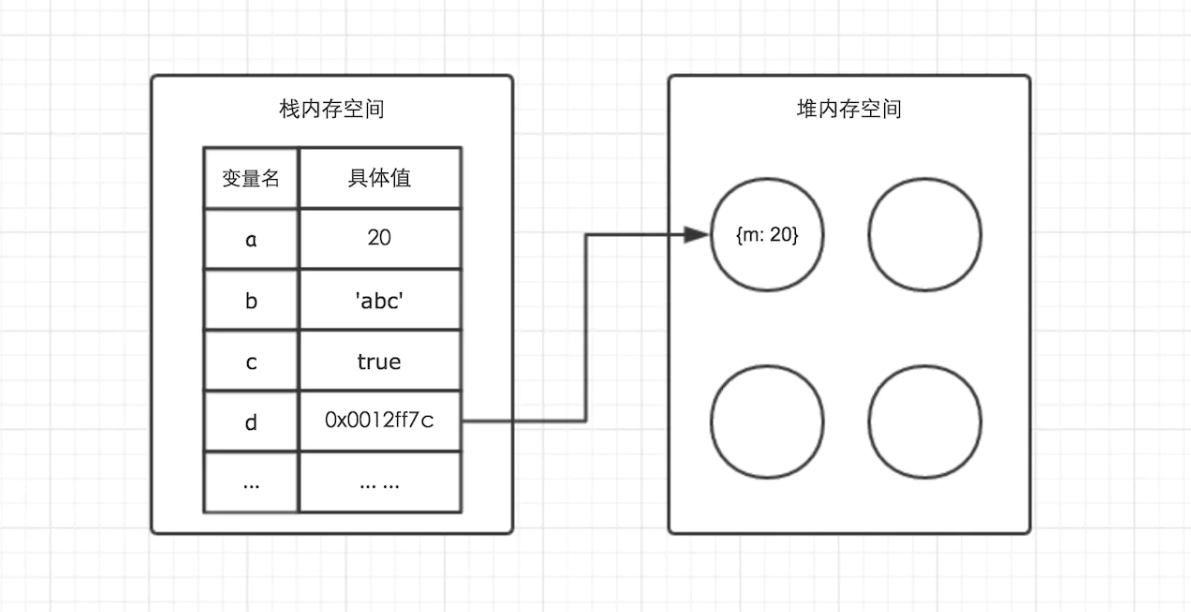 栈内存空间
变量名 具体值
a 20
b 'abc'
c true
d 0x0012ff7c
... ... ...
堆内存空间
{m: 20}